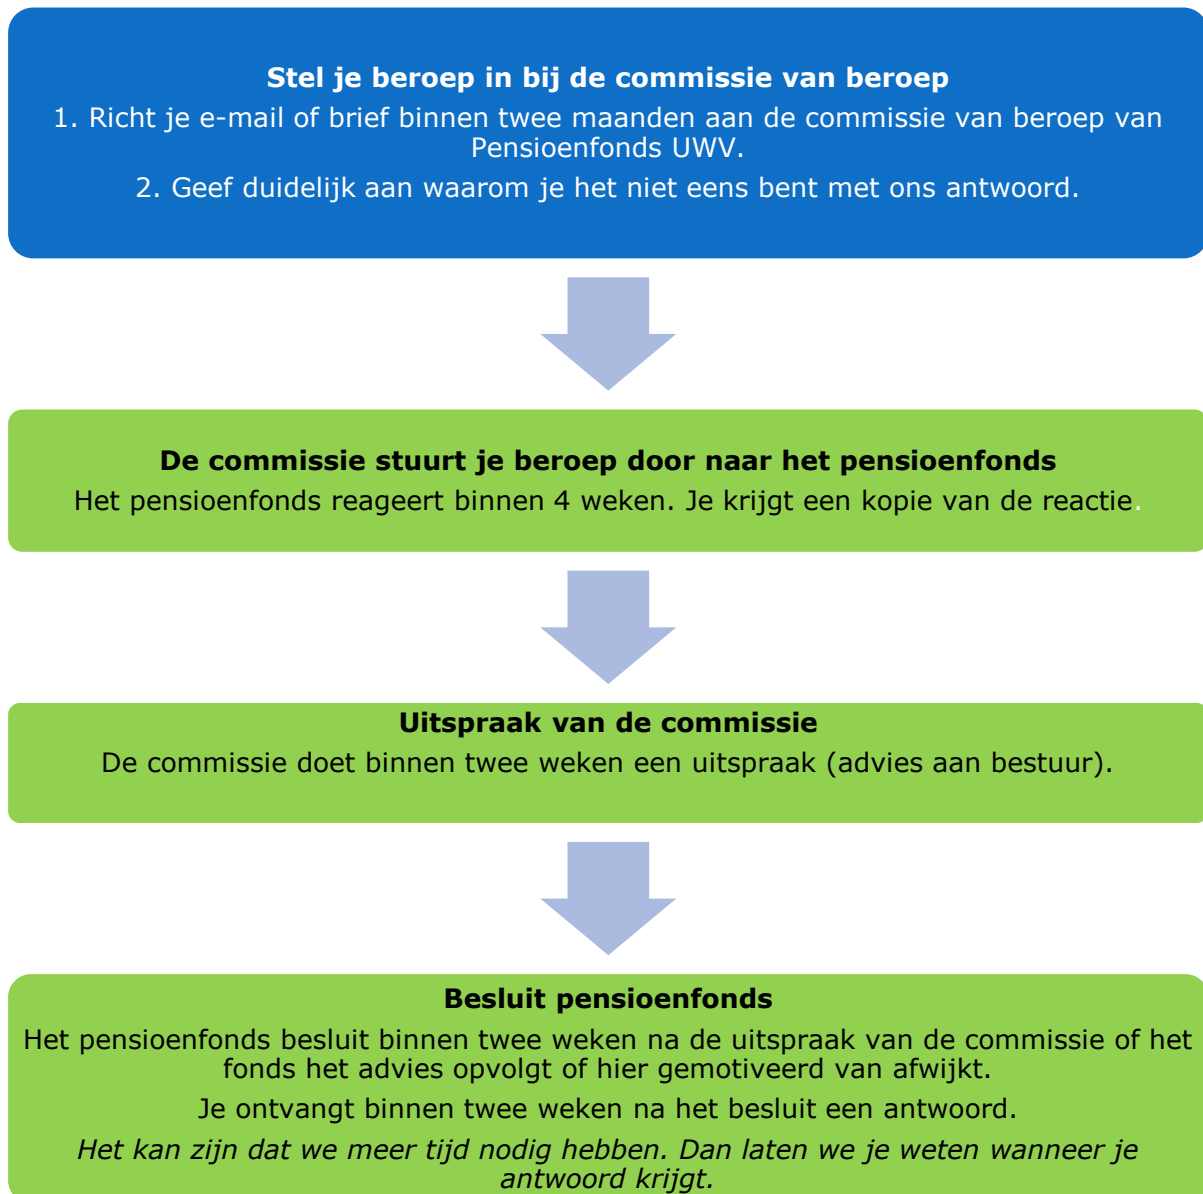 Stel je beroep in bij de commissie van beroep
1. Richt je e-mail of brief binnen twee maanden aan de commissie van beroep van
Pensioenfonds UWV.
2. Geef duidelijk aan waarom je het niet eens bent met ons antwoord.
De commissie stuurt je beroep door naar het pensioenfonds
Het pensioenfonds reageert binnen 4 weken. Je krijgt een kopie van de reactie.
Uitspraak van de commissie
De commissie doet binnen twee weken een uitspraak (advies aan bestuur).
Besluit pensioenfonds
Het pensioenfonds besluit binnen twee weken na de uitspraak van de commissie of het
fonds het advies opvolgt of hier gemotiveerd van afwijkt.
Je ontvangt binnen twee weken na het besluit een antwoord.
Het kan zijn dat we meer tijd nodig hebben. Dan laten we je weten wanneer je
antwoord krijgt.